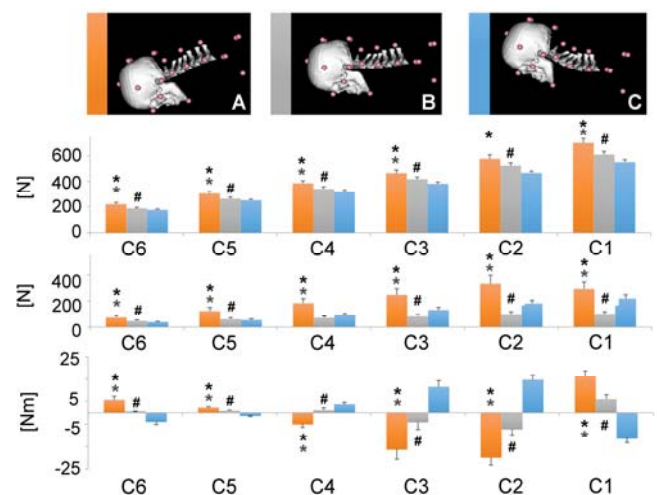 A B C
[N]
600
400
200
0
* * # * * # * * # * * # * # * * #
C6 C5 C4 C3 C2 C1
[N]
400
200
0
* * # * * # * * * * # * * # * * #
C6 C5 C4 C3 C2 C1
[Nm]
25
5
-5
-25
* * # * * # * * # * * # * * # * * #
C6 C5 C4 C3 C2 C1